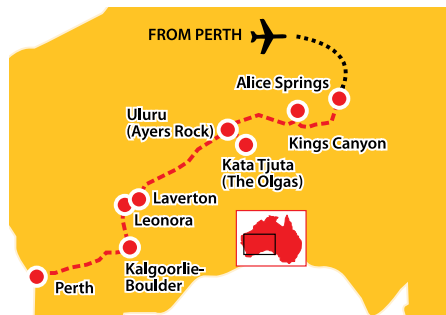 FROM PERTH
Alice Springs
Uluru
(Ayers Rock)
Kings Canyon
Kata Tjuta
(The Olgas)
Laverton
Leonora
Kalgoorlie-
Boulder
Perth